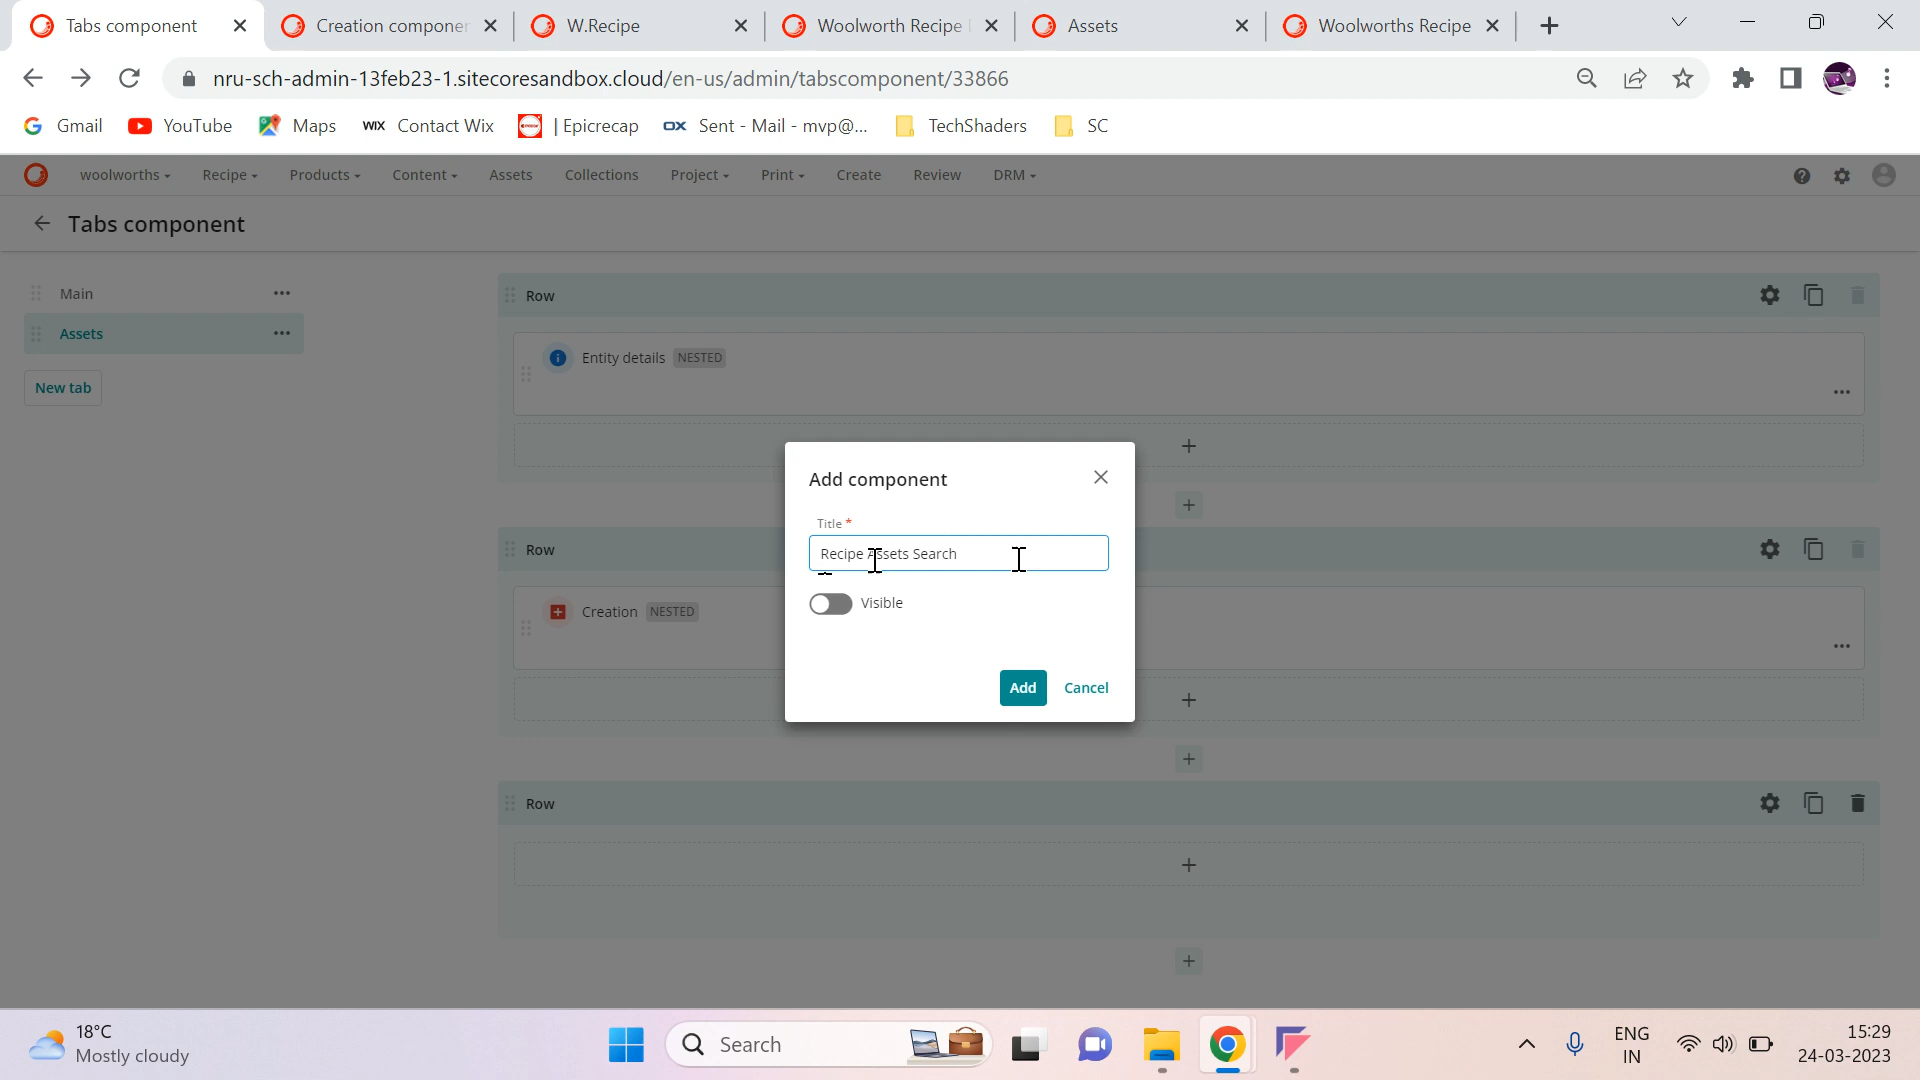 Tabs component
Creation componer
W.Recipe
Woolworth Recipe
Assets
Woolworths Recipe
nru-sch-admin-13feb23-1.sitecoresandbox.cloud/en-us/admin/tabscomponent/33866
Gmail
YouTube
Maps
WIX Contact Wix
| Epicrecap
OX Sent - Mail - mvp@...
TechShaders
SC
woolworths
Recipe
Products
Content
Assets
Collections
Project
Print
Create
Review
DRM
Tabs component
Main
Assets
New tab
Row
Entity details NESTED
Row
Creation NESTED
Row
Add component
Title *
Recipe Assets Search
Visible
Add
Cancel
18°C
Mostly cloudy
Search
ENG
IN
15:29
24-03-2023